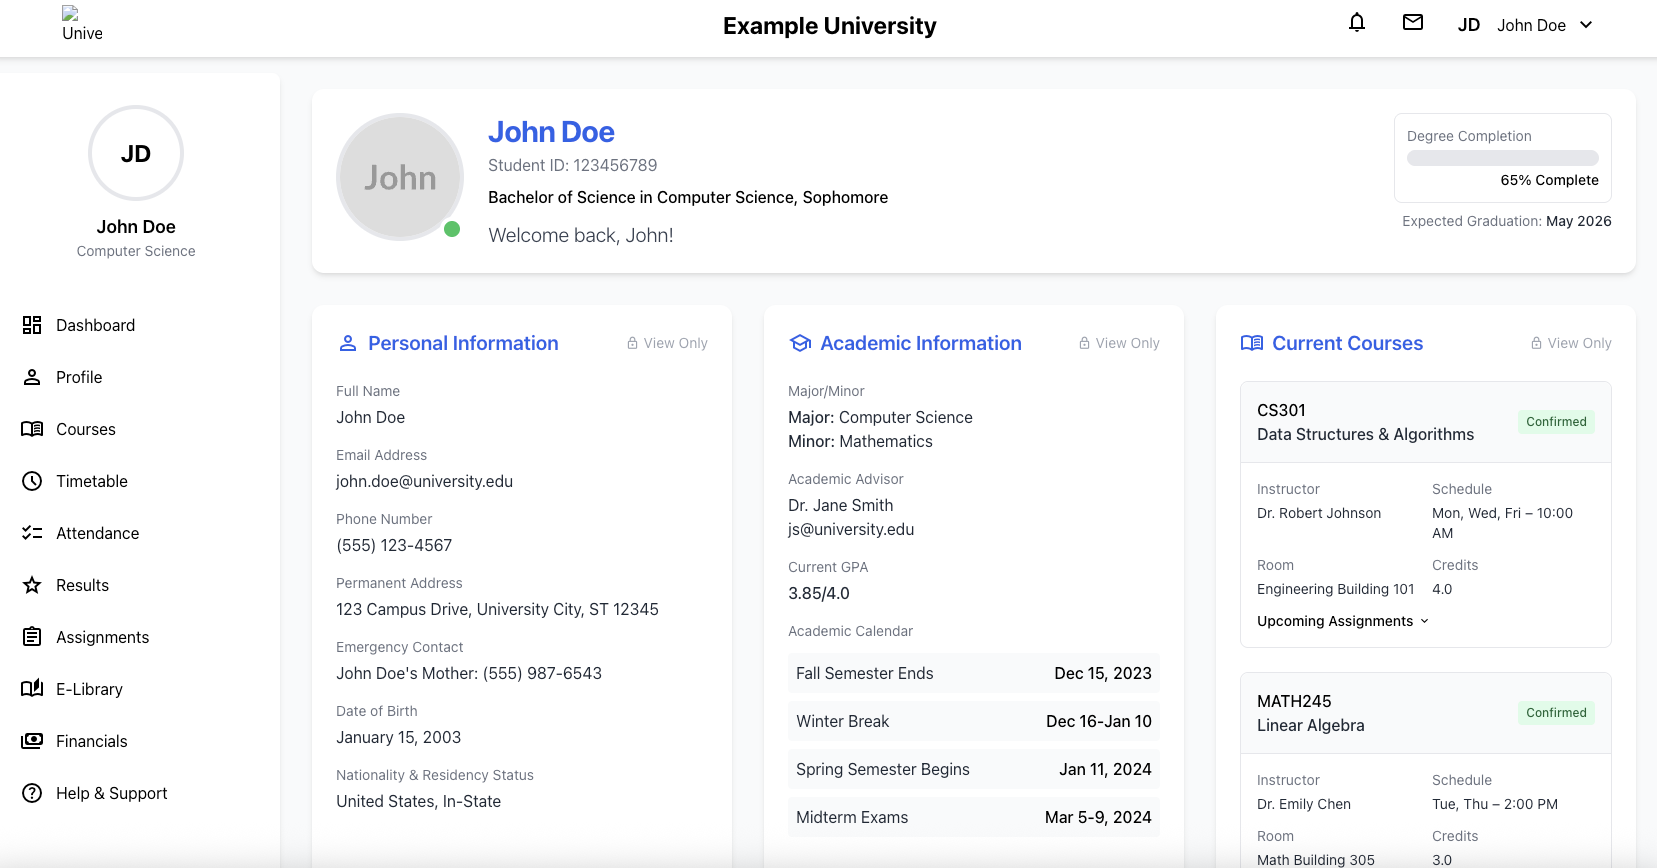 Unive
Example University
JD
John Doe
JD
John Doe
Computer Science
Dashboard
Profile
Courses
Timetable
Attendance
Results
Assignments
E-Library
Financials
Help & Support
John
John Doe
Student ID: 123456789
Bachelor of Science in Computer Science, Sophomore
Welcome back, John!
Degree Completion
65% Complete
Expected Graduation: May 2026
Personal Information
View Only
Full Name
John Doe
Email Address
john.doe@university.edu
Phone Number
(555) 123-4567
Permanent Address
123 Campus Drive, University City, ST 12345
Emergency Contact
John Doe's Mother: (555) 987-6543
Date of Birth
January 15, 2003
Nationality & Residency Status
United States, In-State
Academic Information
View Only
Major/Minor
Major: Computer Science
Minor: Mathematics
Academic Advisor
Dr. Jane Smith
js@university.edu
Current GPA
3.85/4.0
Academic Calendar
Fall Semester Ends Dec 15, 2023
Winter Break Dec 16-Jan 10
Spring Semester Begins Jan 11, 2024
Midterm Exams Mar 5-9, 2024
Current Courses
View Only
CS301
Data Structures & Algorithms
Confirmed
Instructor
Dr. Robert Johnson
Schedule
Mon, Wed, Fri – 10:00
AM
Room
Engineering Building 101
Credits
4.0
Upcoming Assignments
MATH245
Linear Algebra
Confirmed
Instructor
Dr. Emily Chen
Schedule
Tue, Thu – 2:00 PM
Room
Math Building 305
Credits
3.0